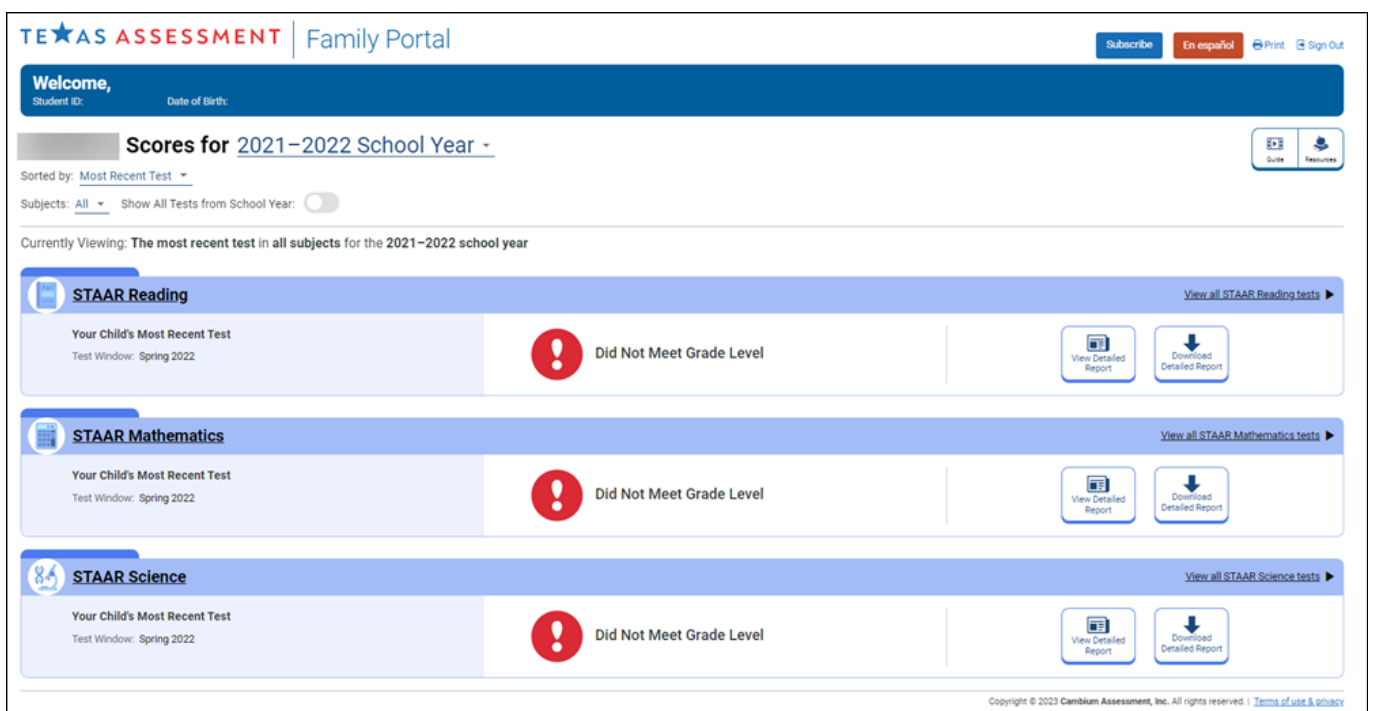 TEXAS ASSESSMENT | Family Portal
Subscribe En español Print Sign Out
Welcome,
Student ID: Date of Birth:
Scores for 2021–2022 School Year
Guide Resources
Sorted by: Most Recent Test
Subjects: All Show All Tests from School Year:
Currently Viewing: The most recent test in all subjects for the 2021–2022 school year
STAAR Reading View all STAAR Reading tests
Your Child's Most Recent Test
Test Window: Spring 2022
Did Not Meet Grade Level
View Detailed
Report
Download
Detailed Report
STAAR Mathematics View all STAAR Mathematics tests
Your Child's Most Recent Test
Test Window: Spring 2022
Did Not Meet Grade Level
View Detailed
Report
Download
Detailed Report
STAAR Science View all STAAR Science tests
Your Child's Most Recent Test
Test Window: Spring 2022
Did Not Meet Grade Level
View Detailed
Report
Download
Detailed Report
Copyright © 2023 Cambium Assessment, Inc. All rights reserved. | Terms of use & privacy